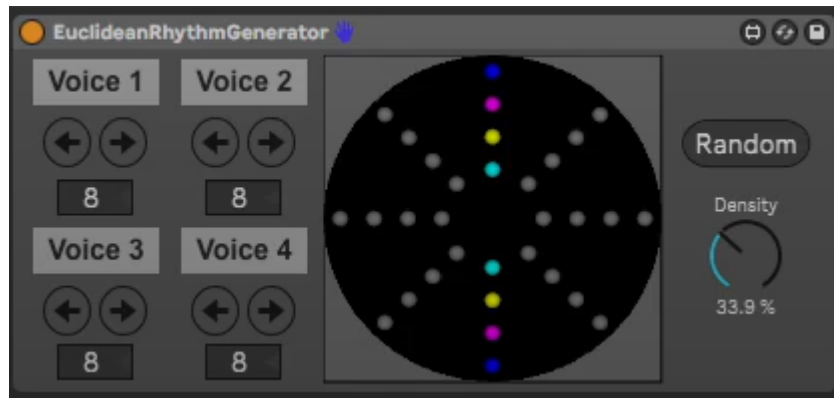 EuclideanRhythmGenerator
Voice 1
Voice 2
8
8
Voice 3
Voice 4
8
8
Random
Density
33.9 %